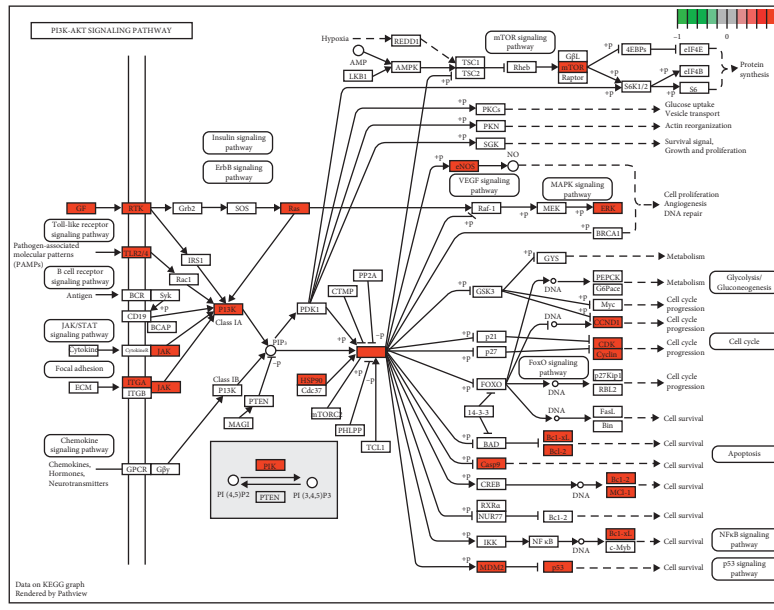 PI3K-AKT SIGNALING PATHWAY
-1
0
Hypoxia
REDD1
mTOR signaling
pathway
AMP
LKB1
AMPK
TSC1
TSC2
+p
Rheb
GβL
mTOR
Raptor
+p
+p
4EBPs
eIF4E
S6K1/2
+p
+p
eIF4B
S6
Protein
synthesis
+p
PKCs
Glucose uptake
Vesicle transport
+p
PKN
Actin reorganization
+p
SGK
Survival signal,
Growth and proliferation
Insulin signaling
pathway
ErbB signaling
pathway
+p
eNOS
NO
VEGF signaling
pathway
MAPK signaling
pathway
Cell proliferation
Angiogenesis
DNA repair
GF
RTK
Grb2
SOS
Ras
Raf-1
+p
MEK
+p
ERK
+p
BRCA1
Toll-like receptor
signaling pathway
Pathogen-associated
molecular patterns
(PAMPs)
TLR2/4
IRS1
Rac1
B cell receptor
signaling pathway
Antigen
BCR
Syk
CD19
+p
BCAP
PI3K
Class IA
JAK/STAT
signaling pathway
Cytokine
CytokineR
JAK
Focal adhesion
ECM
ITGA
ITGB
JAK
Class IB
PI3K
PIP3
-p
PTEN
MAGI
Chemokine
signaling pathway
Chemokines,
Hormones,
Neurotransmitters
GPCR
Gβγ
PDK1
PP2A
CTMP
+p
-p
HSP90
Cdc37
+p
-p
mTORC2
PHLPP
TCL1
PIK
PI (4,5)P2
PTEN
PI (3,4,5)P3
GYS
Metabolism
+p
GSK3
DNA
PEPCK
G6Pace
Metabolism
Glycolysis/
Gluconeogenesis
Myc
Cell cycle
progression
+p
DNA
CCND1
Cell cycle
progression
+p
p21
+p
p27
CDK
Cyclin
Cell cycle
progression
Cell cycle
FoxO signaling
pathway
+p
FOXO
DNA
p27Kip1
RBL2
Cell cycle
progression
14-3-3
DNA
FasL
Bin
Cell survival
+p
BAD
Bc1-xL
Bcl-2
Cell survival
Apoptosis
+p
Casp9
Cell survival
+p
CREB
DNA
Bc1-2
MCl-1
Cell survival
RXRα
NUR77
+p
Bc1-2
Cell survival
+p
IKK
NF κB
DNA
Bc1-xL
c-Myb
Cell survival
NFκB signaling
pathway
+p
MDM2
p53
Cell survival
p53 signaling
pathway
Data on KEGG graph
Rendered by Pathview